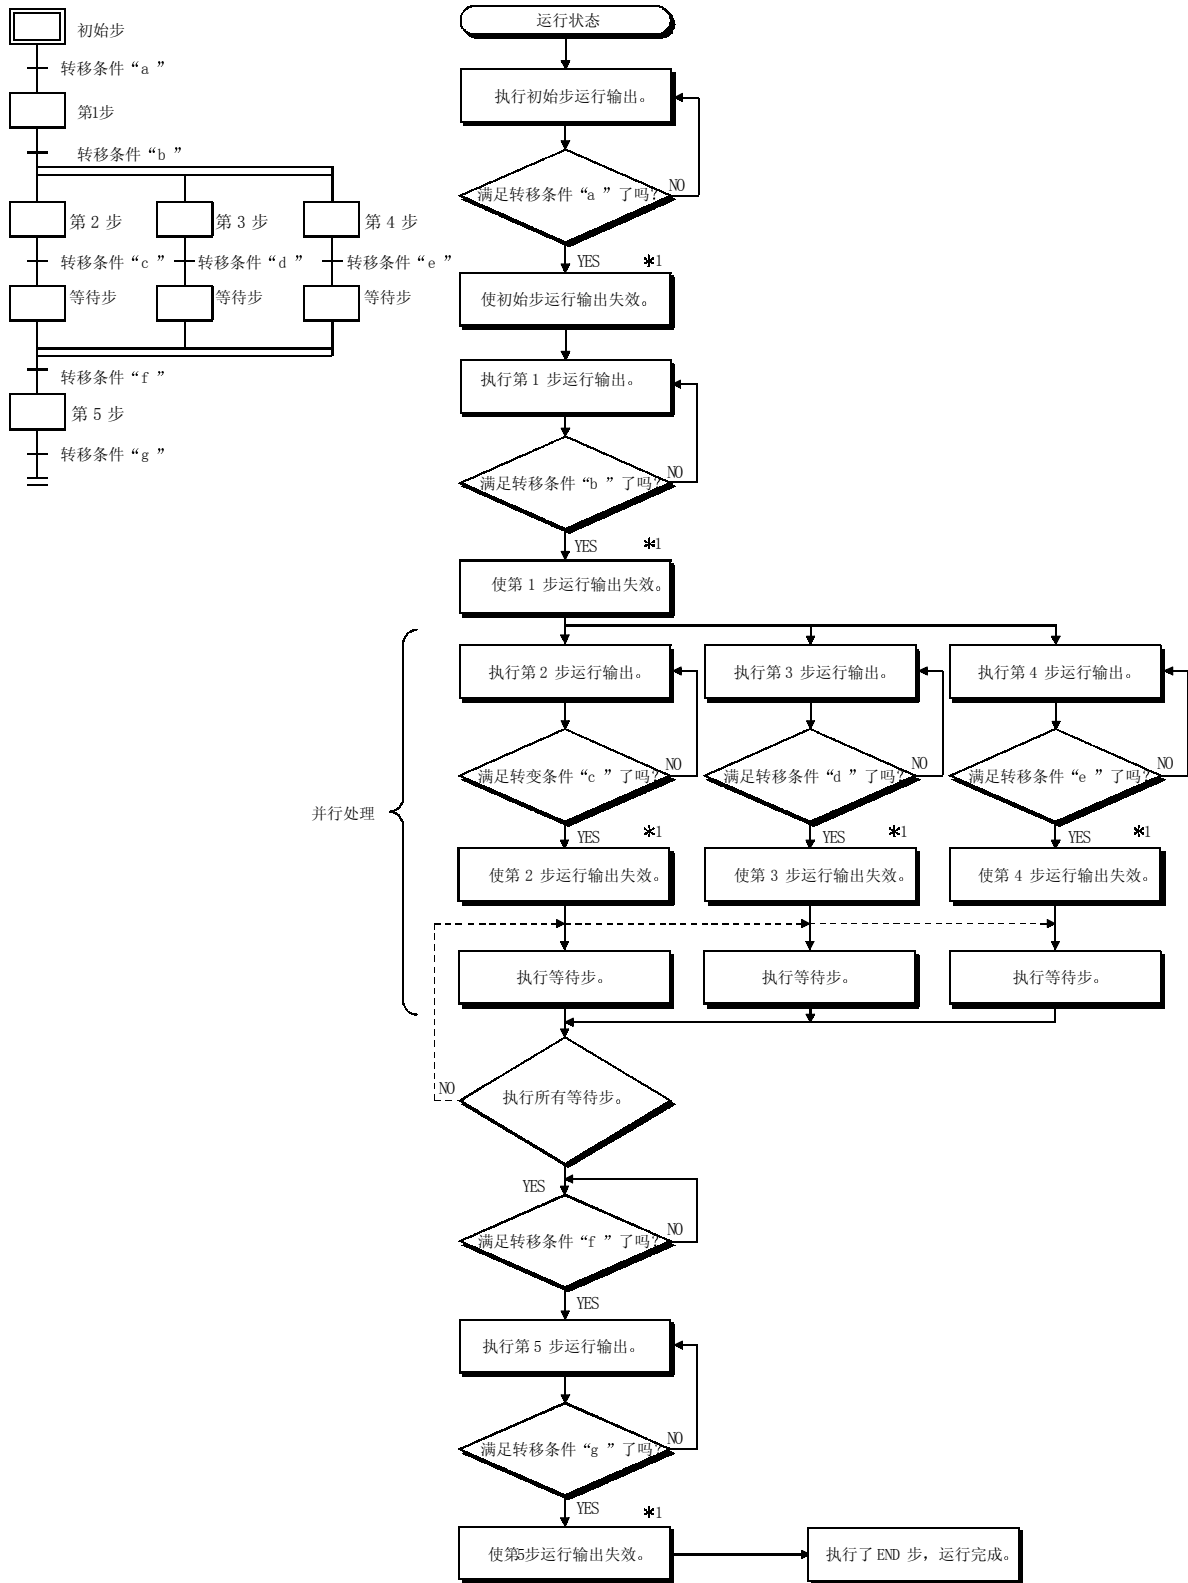 初始步
转移条件“a ”
第1步
转移条件“b ”
第 2 步
第 3 步
第 4 步
转移条件“c ”
转移条件“d ”
转移条件“e ”
等待步
等待步
等待步
转移条件“f ”
第 5 步
转移条件“g ”
运行状态
执行初始步运行输出。
满足转移条件“a ”了吗?
NO
YES
*1
使初始步运行输出失效。
执行第 1 步运行输出。
满足转移条件“b ”了吗?
NO
YES
*1
使第 1 步运行输出失效。
并行处理
执行第 2 步运行输出。
执行第 3 步运行输出。
执行第 4 步运行输出。
满足转变条件“c ”了吗?
NO
满足转移条件“d ”了吗?
NO
满足转移条件“e ”了吗?
NO
YES
*1
YES
*1
YES
*1
使第 2 步运行输出失效。
使第 3 步运行输出失效。
使第 4 步运行输出失效。
执行等待步。
执行等待步。
执行等待步。
执行所有等待步。
NO
YES
满足转移条件“f ”了吗?
NO
YES
执行第 5 步运行输出。
满足转移条件“g ”了吗?
NO
YES
*1
使第5步运行输出失效。
执行了 END 步，运行完成。